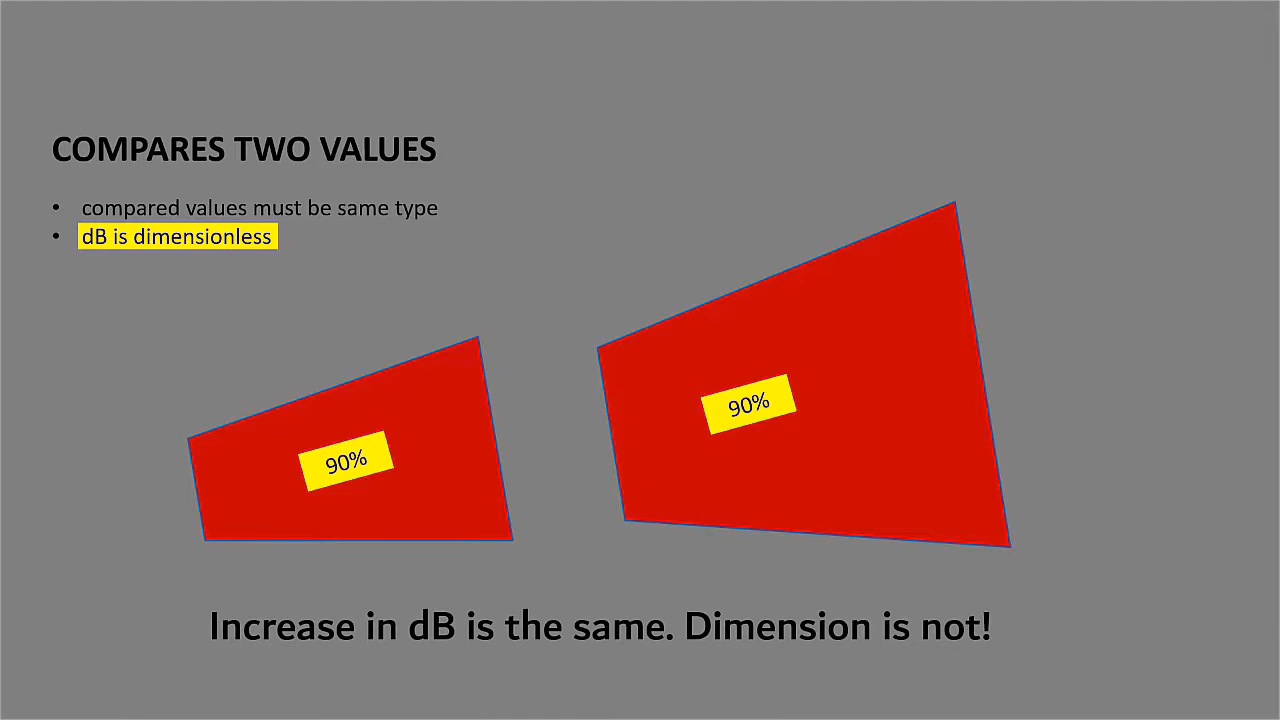 COMPARES TWO VALUES
• compared values must be same type
• dB is dimensionless
90%
90%
Increase in dB is the same. Dimension is not!